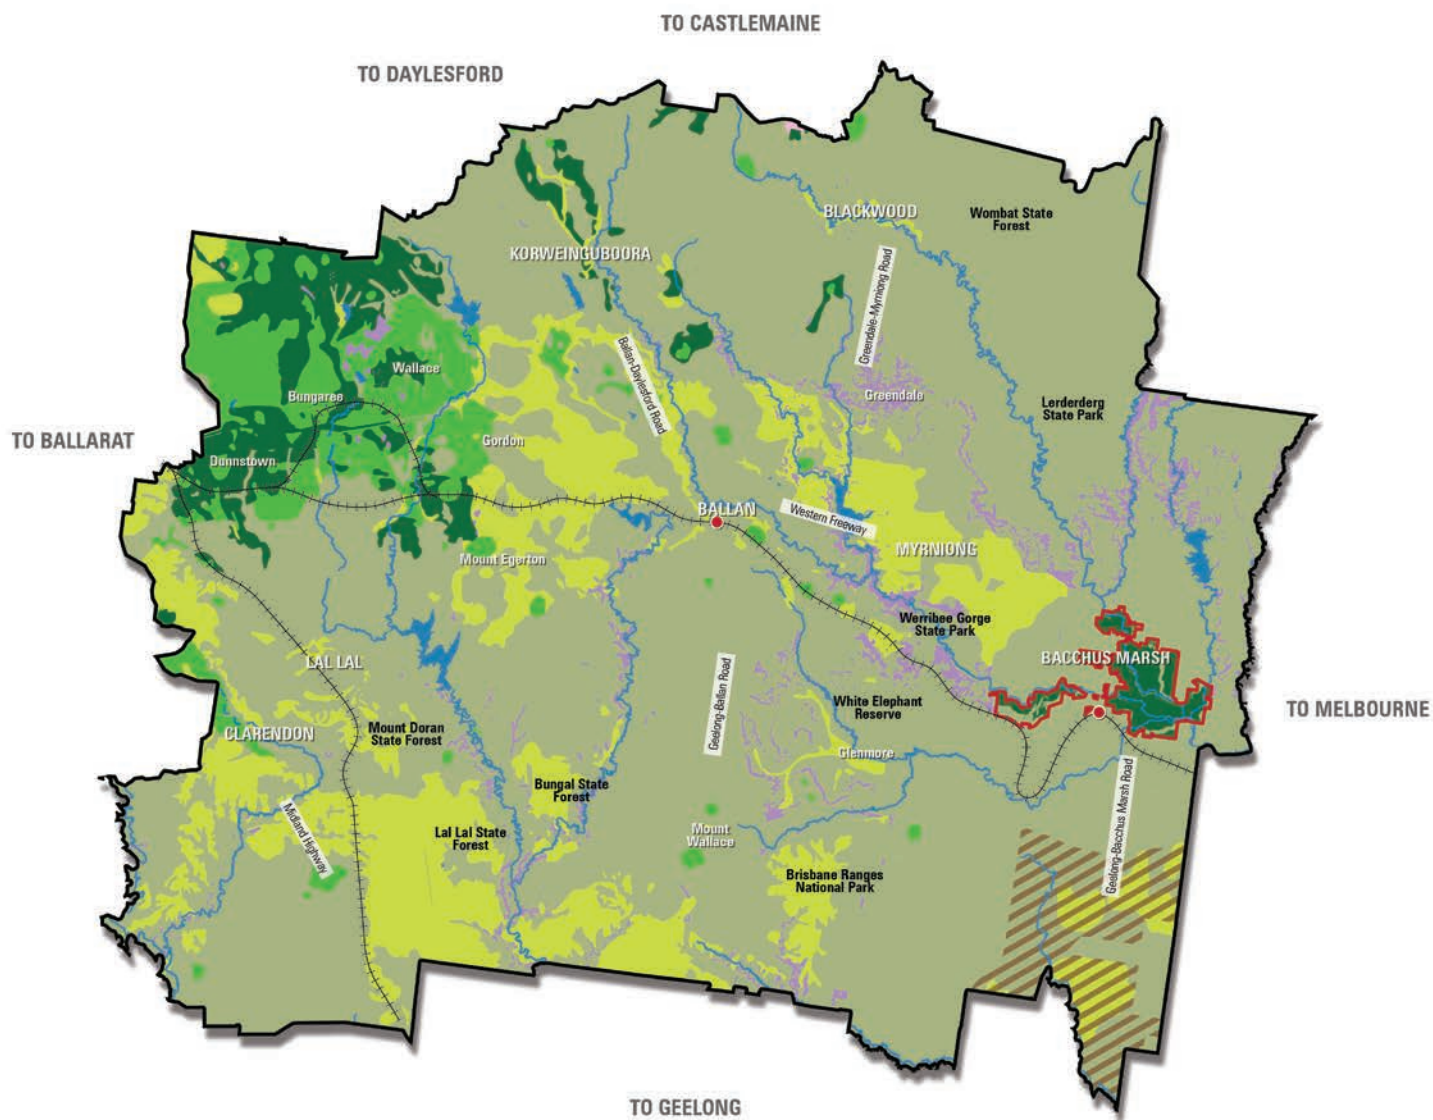 TO CASTLEMAINE
TO DAYLESFORD
BLACKWOOD
Wombat State
Forest
KORWEINGUBOORA
Greendale-Myrniong Road
Ballan-Daylesford Road
Wallace
Bungaree
Greendale
Lerderderg
State Park
TO BALLARAT
Gordon
Dunnstown
BALLAN
Western Freeway
MYRNIONG
Mount Egerton
Werribee Gorge
State Park
BACCHUS MARSH
LAL LAL
Geelong-Ballan Road
White Elephant
Reserve
TO MELBOURNE
Mount Doran
State Forest
CLARENDON
Glenmore
Bungal State
Forest
Geelong-Bacchus Marsh Road
Midland Highway
Lal Lal State
Forest
Mount
Wallace
Brisbane Ranges
National Park
TO GEELONG